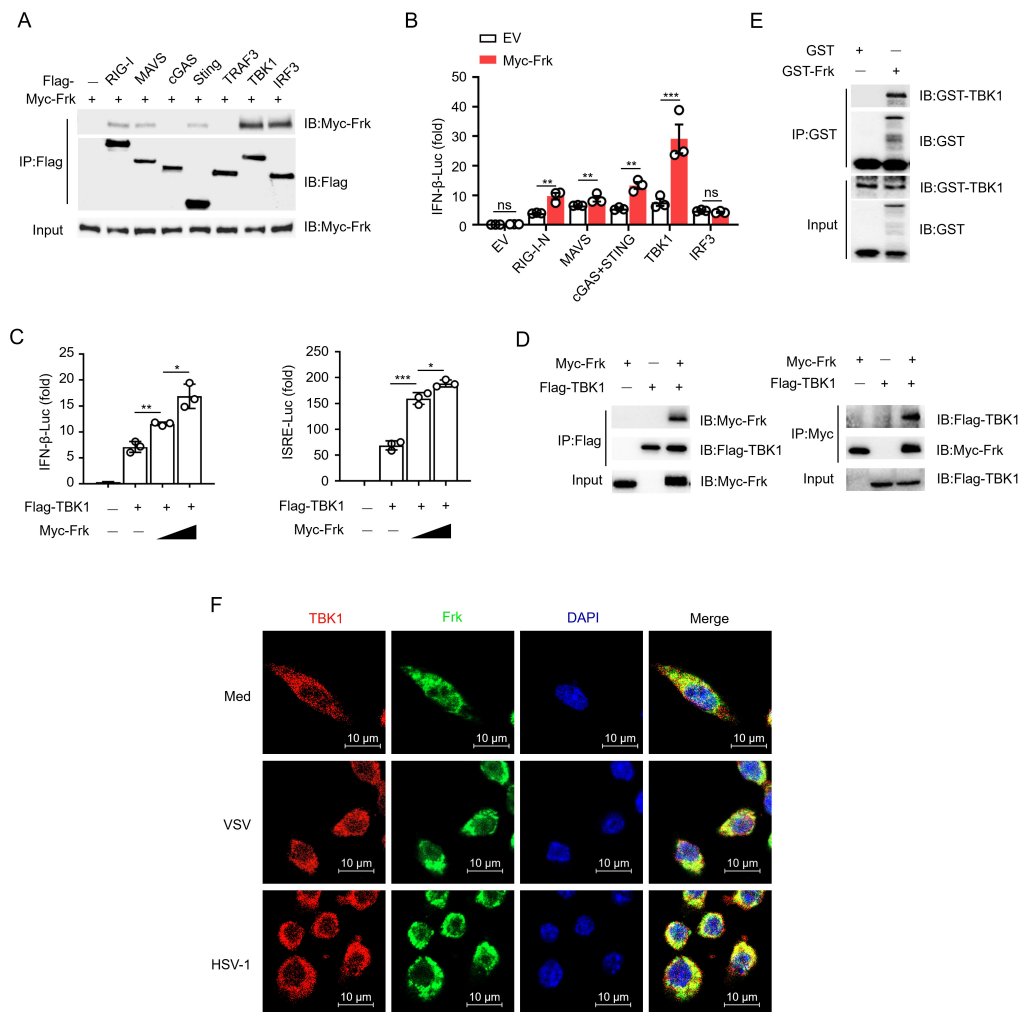 A
Flag- — RIG-I MAVS cGAS Sting TRAF3 TBK1 IRF3
Myc-Frk + + + + + + + +
IP:Flag
IB:Myc-Frk
IB:Flag
Input
IB:Myc-Frk
B
EV
Myc-Frk
IFN-β-Luc (fold)
50
40
30
20
10
0
ns ** ** ** *** ns
EV RIG-I-N MAVS cGAS+STING TBK1 IRF3
E
GST + —
GST-Frk — +
IP:GST
IB:GST-TBK1
IB:GST
Input
IB:GST-TBK1
IB:GST
C
IFN-β-Luc (fold)
25
20
15
10
5
0
** *
Flag-TBK1 — + + +
Myc-Frk — —
ISRE-Luc (fold)
250
200
150
100
50
0
*** *
Flag-TBK1 — + + +
Myc-Frk — —
D
Myc-Frk + — +
Flag-TBK1 — + +
IP:Flag
IB:Myc-Frk
IB:Flag-TBK1
Input
IB:Myc-Frk
Myc-Frk + — +
Flag-TBK1 — + +
IP:Myc
IB:Flag-TBK1
IB:Myc-Frk
Input
IB:Flag-TBK1
F
TBK1 Frk DAPI Merge
Med
10 μm 10 μm 10 μm 10 μm
VSV
10 μm 10 μm 10 μm 10 μm
HSV-1
10 μm 10 μm 10 μm 10 μm